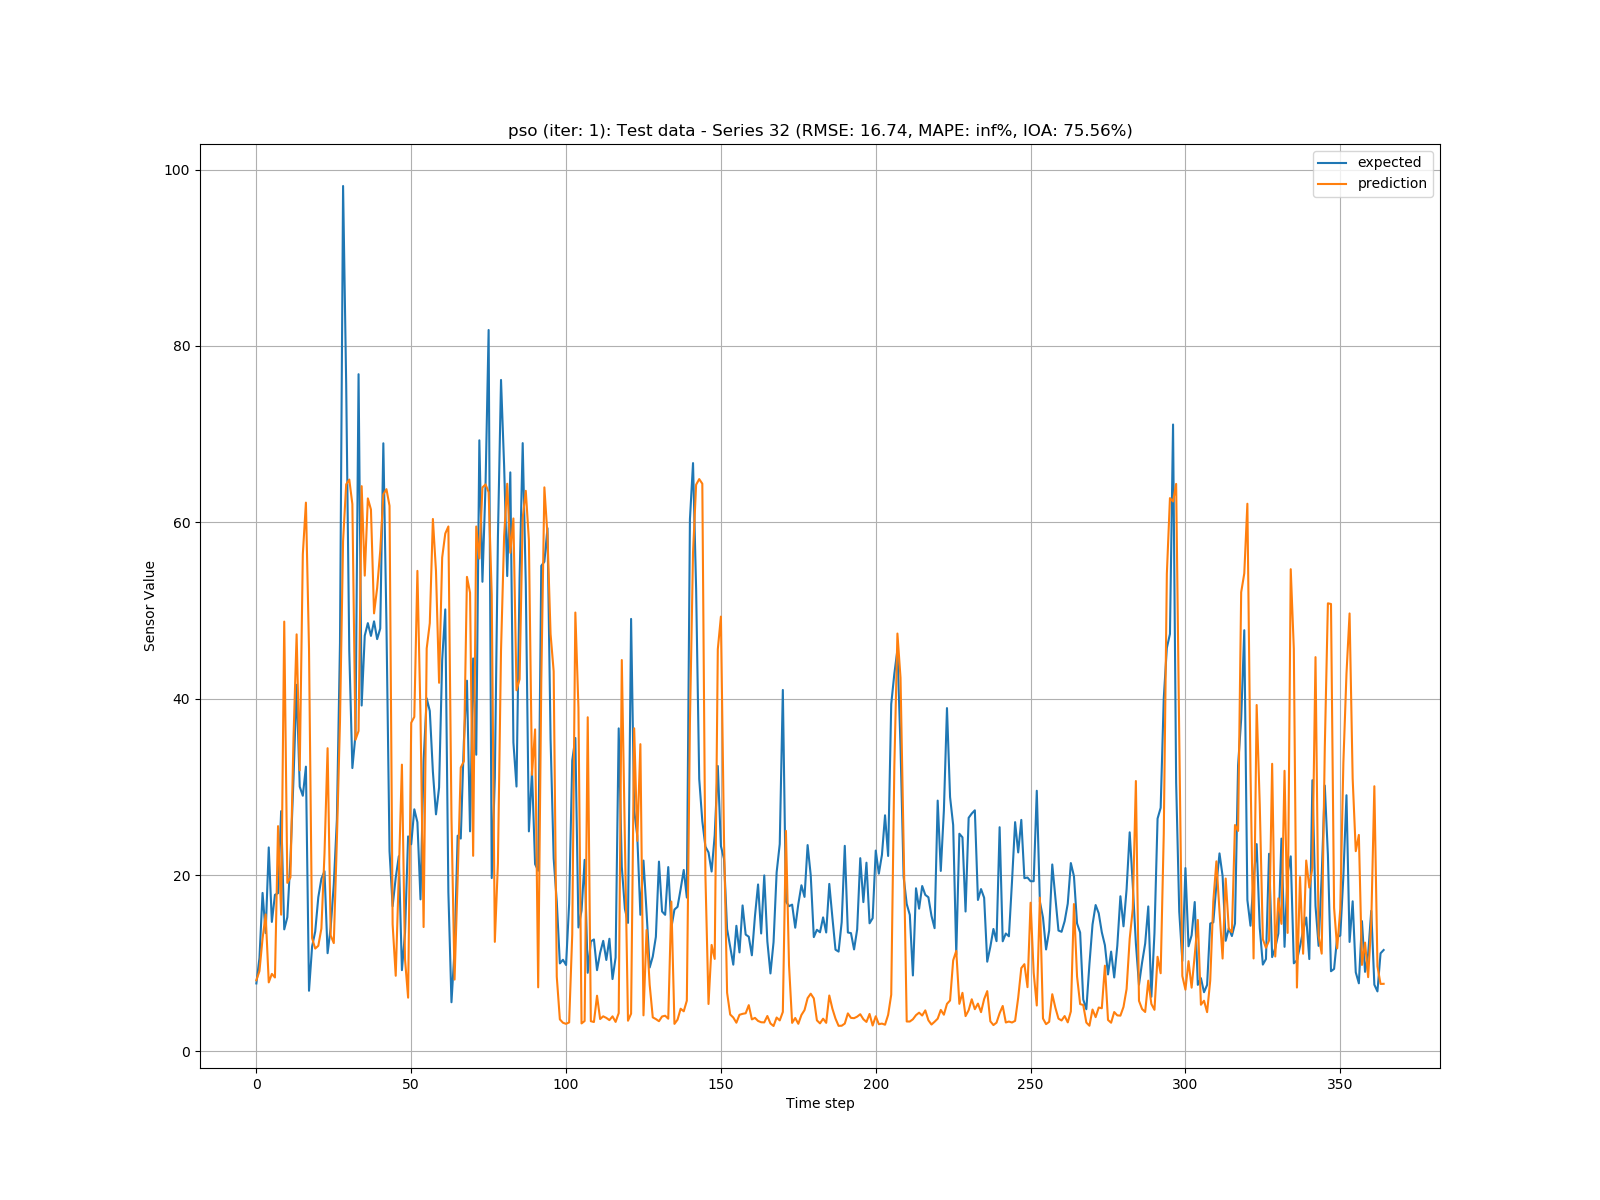 pso (iter: 1): Test data - Series 32 (RMSE: 16.74, MAPE: inf%, IOA: 75.56%)
expected
prediction
100
80
60
40
20
0
Sensor Value
0 50 100 150 200 250 300 350
Time step